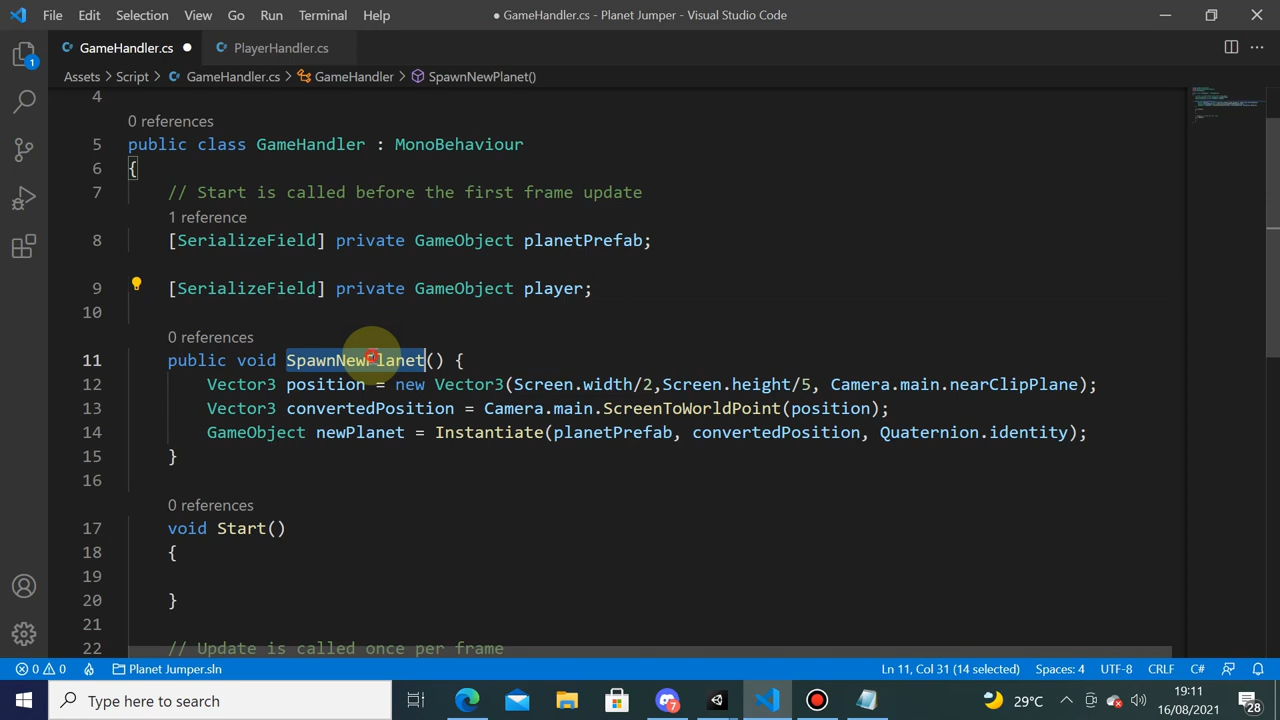 File Edit Selection View Go Run Terminal Help
● GameHandler.cs - Planet Jumper - Visual Studio Code
GameHandler.cs
PlayerHandler.cs
Assets > Script > GameHandler.cs > GameHandler > SpawnNewPlanet()
1
4
0 references
5 public class GameHandler : MonoBehaviour
6 {
7 // Start is called before the first frame update
1 reference
8 [SerializeField] private GameObject planetPrefab;
9 [SerializeField] private GameObject player;
10
0 references
11 public void SpawnNewPlanet() {
12 Vector3 position = new Vector3(Screen.width/2,Screen.height/5, Camera.main.nearClipPlane);
13 Vector3 convertedPosition = Camera.main.ScreenToWorldPoint(position);
14 GameObject newPlanet = Instantiate(planetPrefab, convertedPosition, Quaternion.identity);
15 }
16
0 references
17 void Start()
18 {
19
20 }
21
22 // Update is called once per frame
0 0 Planet Jumper.sln
Ln 11, Col 31 (14 selected) Spaces: 4 UTF-8 CRLF C#
Type here to search
7
29°C
19:11
16/08/2021
28